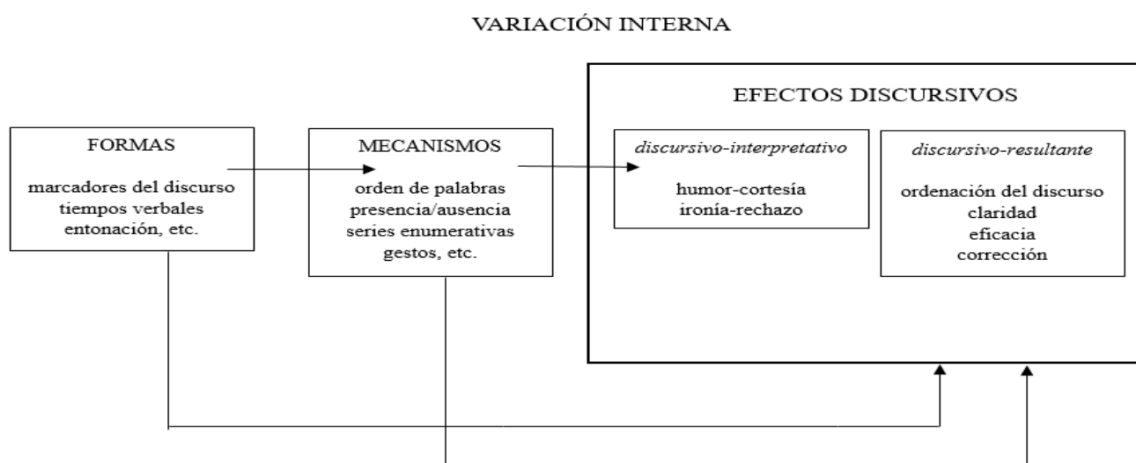 VARIACIÓN INTERNA
FORMAS
marcadores del discurso
tiempos verbales
entonación, etc.
MECANISMOS
orden de palabras
presencia/ausencia
series enumerativas
gestos, etc.
EFECTOS DISCURSIVOS
discursivo-interpretativo
humor-cortesía
ironía-rechazo
discursivo-resultante
ordenación del discurso
claridad
eficacia
corrección